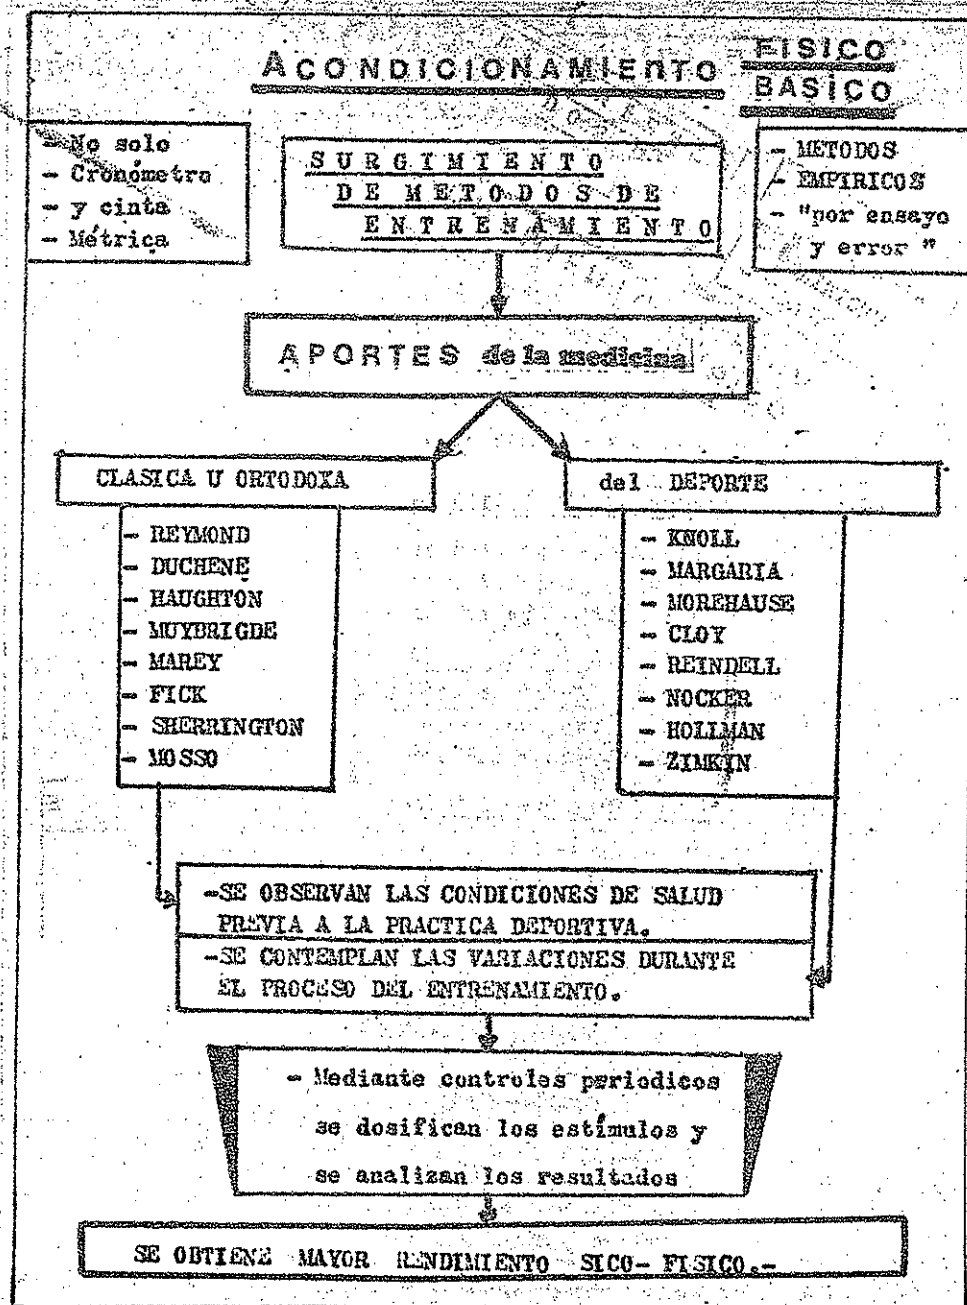 ACONDICIONAMIENTO FISICO
BASICO
- No solo
- Cronómetro
- y cinta
- Métrica
SURGIMIENTO
DE METODOS DE
ENTRENAMIENTO
- METODOS
- EMPIRICOS
- "por ensayo
y error "
APORTES de la medicina
CLASICA U ORTODOXA
- REYMOND
- DUCHENE
- HAUGHTON
- MUYBRIGDE
- MAREY
- FICK
- SHERRINGTON
- MOSSO
del DEPORTE
- KNOLL
- MARGARIA
- MOREHAUSE
- CLOY
- REINDELL
- NOCKER
- HOLLMAN
- ZIMKIN
-SE OBSERVAN LAS CONDICIONES DE SALUD
PREVIA A LA PRACTICA DEPORTIVA.
-SE CONTEMPLAN LAS VARIACIONES DURANTE
EL PROCESO DEL ENTRENAMIENTO.
- Mediante controles periodicos
se dosifican los estímulos y
se analizan los resultados
SE OBTIENE MAYOR RENDIMIENTO SICO- FISICO.-